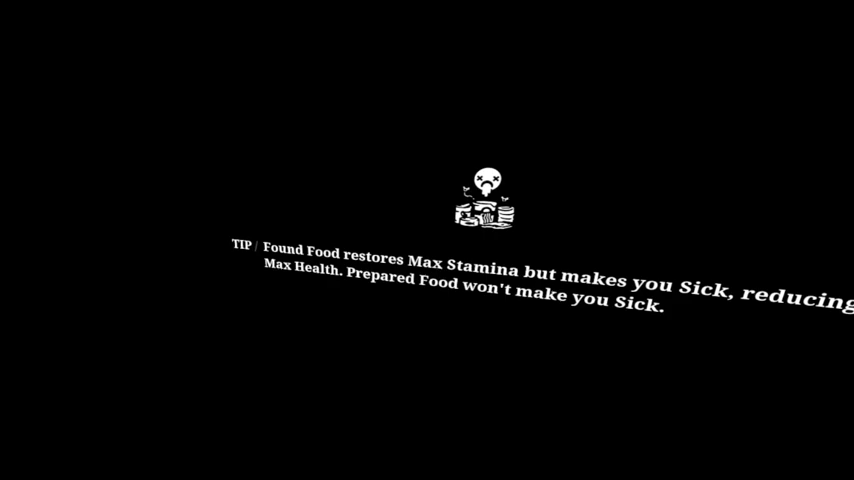 TIP / Found Food restores Max Stamina but makes you Sick, reducing
Max Health. Prepared Food won't make you Sick.